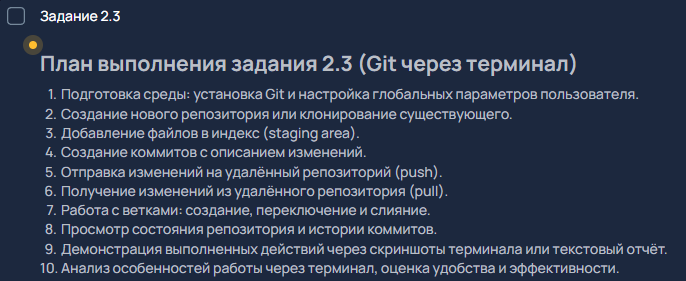 Задание 2.3
План выполнения задания 2.3 (Git через терминал)
1. Подготовка среды: установка Git и настройка глобальных параметров пользователя.
2. Создание нового репозитория или клонирование существующего.
3. Добавление файлов в индекс (staging area).
4. Создание коммитов с описанием изменений.
5. Отправка изменений на удалённый репозиторий (push).
6. Получение изменений из удалённого репозитория (pull).
7. Работа с ветками: создание, переключение и слияние.
8. Просмотр состояния репозитория и истории коммитов.
9. Демонстрация выполненных действий через скриншоты терминала или текстовый отчёт.
10. Анализ особенностей работы через терминал, оценка удобства и эффективности.